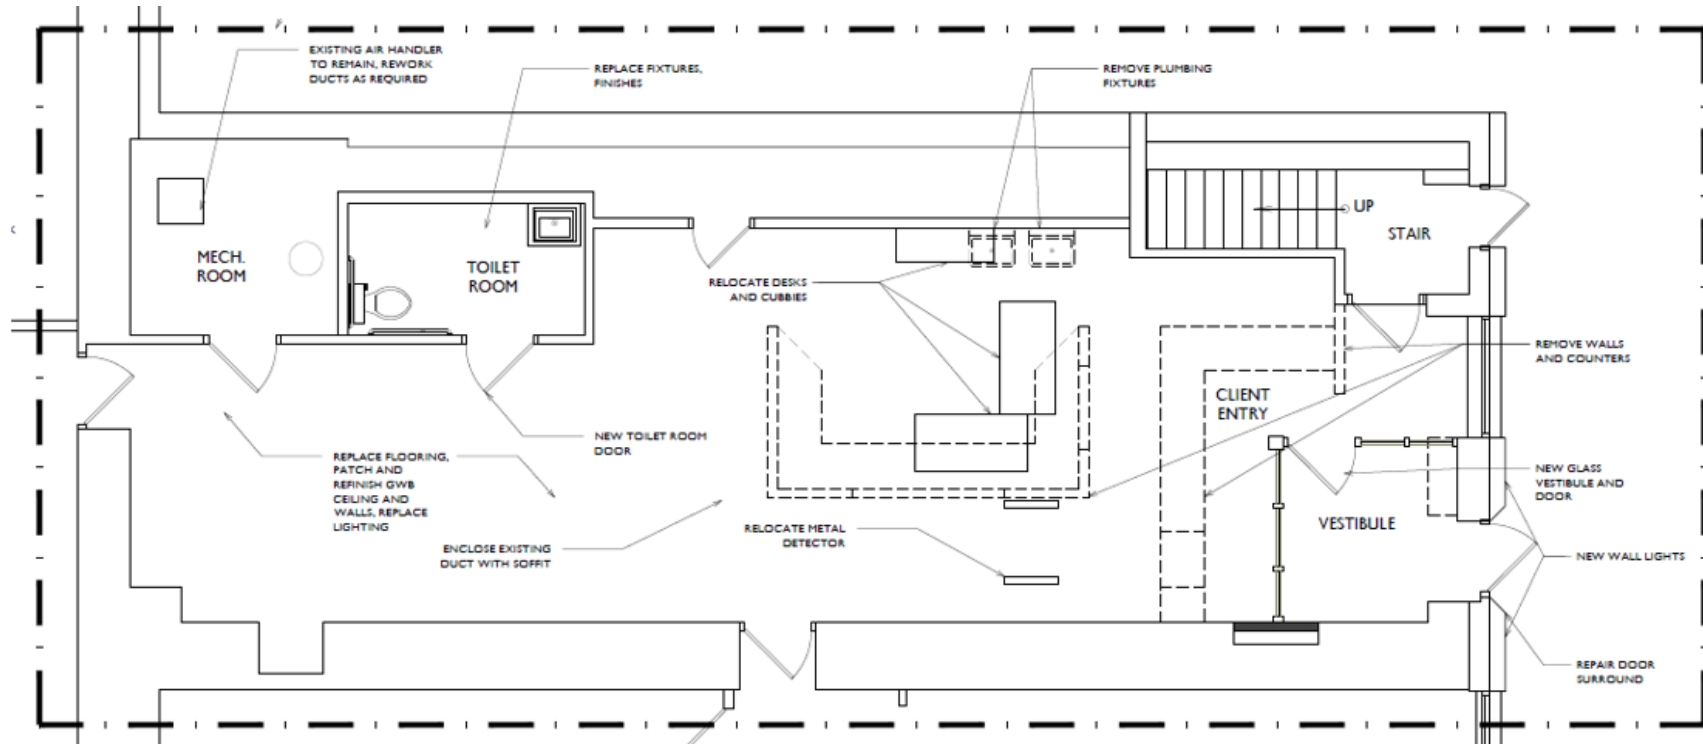 EXISTING AIR HANDLER
TO REMAIN, REWORK
DUCTS AS REQUIRED
REPLACE FIXTURES,
FINISHES
REMOVE PLUMBING
FIXTURES
UP
STAIR
MECH.
ROOM
TOILET
ROOM
RELOCATE DESKS
AND CUBBIES
REMOVE WALLS
AND COUNTERS
CLIENT
ENTRY
NEW TOILET ROOM
DOOR
REPLACE FLOORING,
PATCH AND
REFINISH GWB
CEILING AND
WALLS, REPLACE
LIGHTING
NEW GLASS
VESTIBULE AND
DOOR
VESTIBULE
RELOCATE METAL
DETECTOR
ENCLOSE EXISTING
DUCT WITH SOFFIT
NEW WALL LIGHTS
REPAIR DOOR
SURROUND